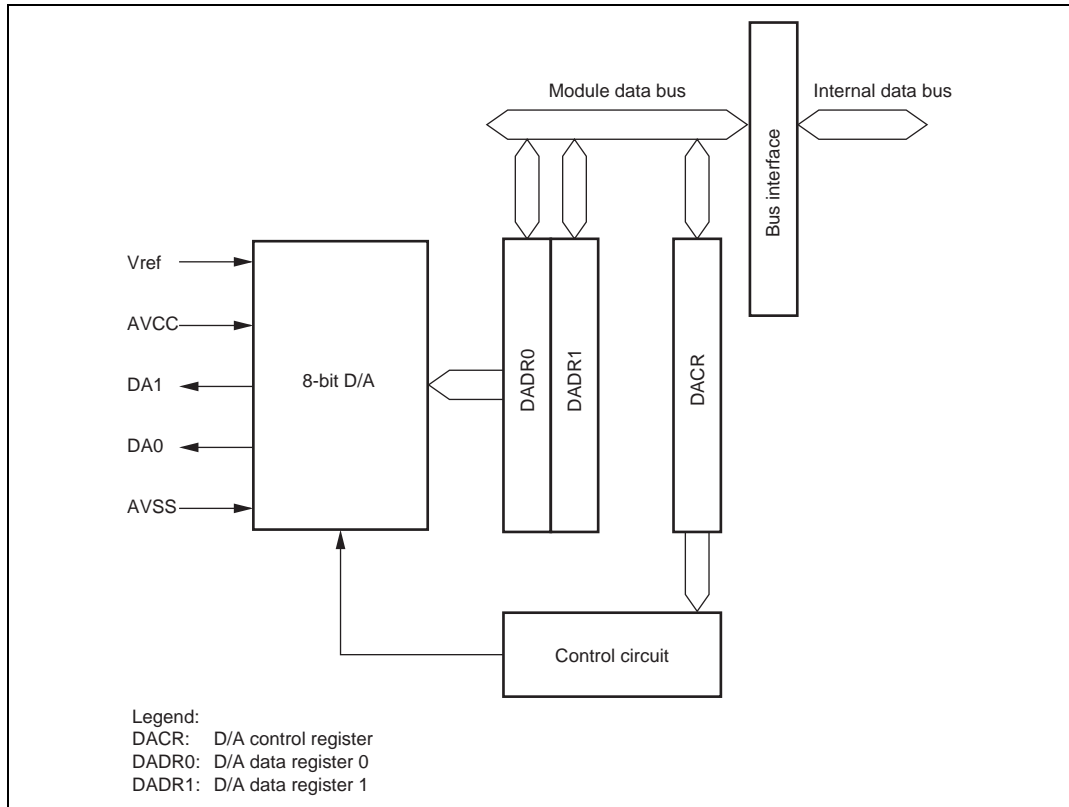 Module data bus
Internal data bus
Bus interface
Vref
AVCC
DA1
DA0
AVSS
8-bit D/A
DADR0
DADR1
DACR
Control circuit
Legend:
DACR: D/A control register
DADR0: D/A data register 0
DADR1: D/A data register 1